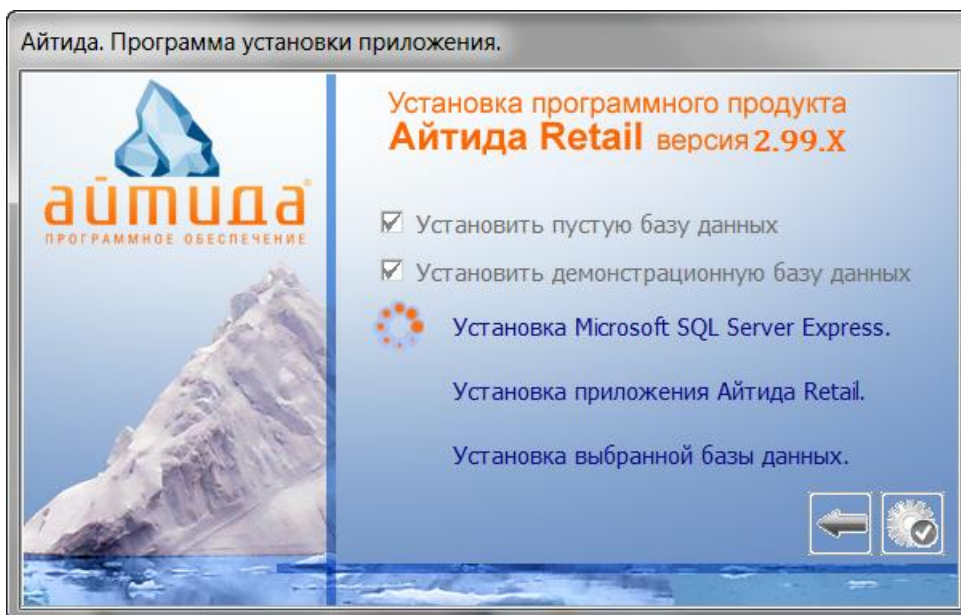 Айтида. Программа установки приложения.
айтида®
ПРОГРАММНОЕ ОБЕСПЕЧЕНИЕ
Установка программного продукта
Айтида Retail версия 2.99.X
Установить пустую базу данных
Установить демонстрационную базу данных
Установка Microsoft SQL Server Express.
Установка приложения Айтида Retail.
Установка выбранной базы данных.